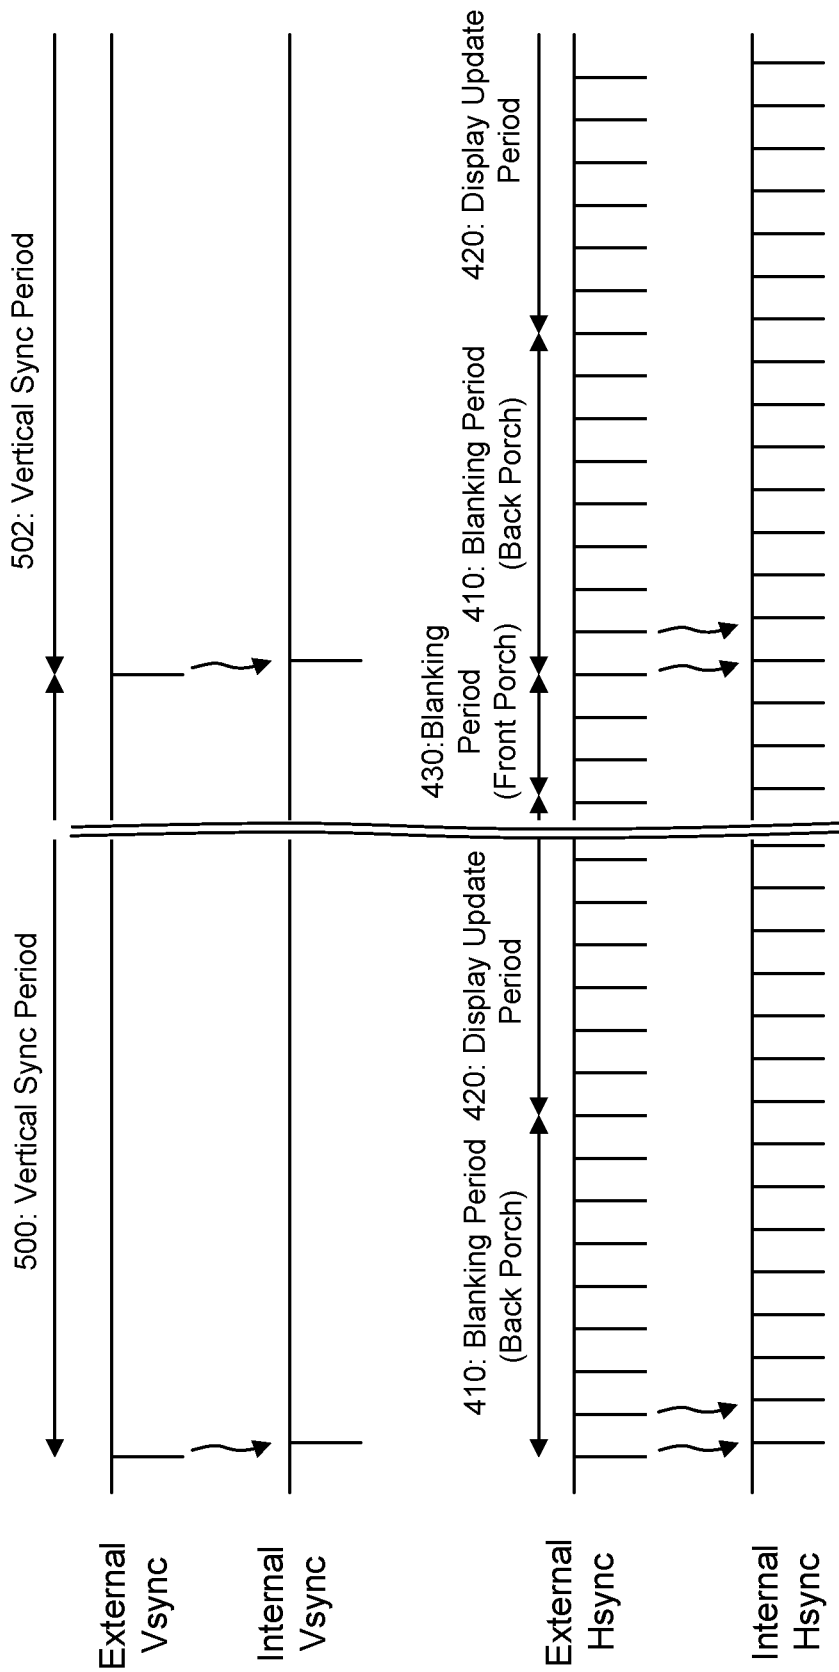 500: Vertical Sync Period
502: Vertical Sync Period
External
Vsync
Internal
Vsync
430:Blanking
Period
(Front Porch)
410: Blanking Period
(Back Porch)
420: Display Update
Period
410: Blanking Period
(Back Porch)
420: Display Update
Period
External
Hsync
Internal
Hsync